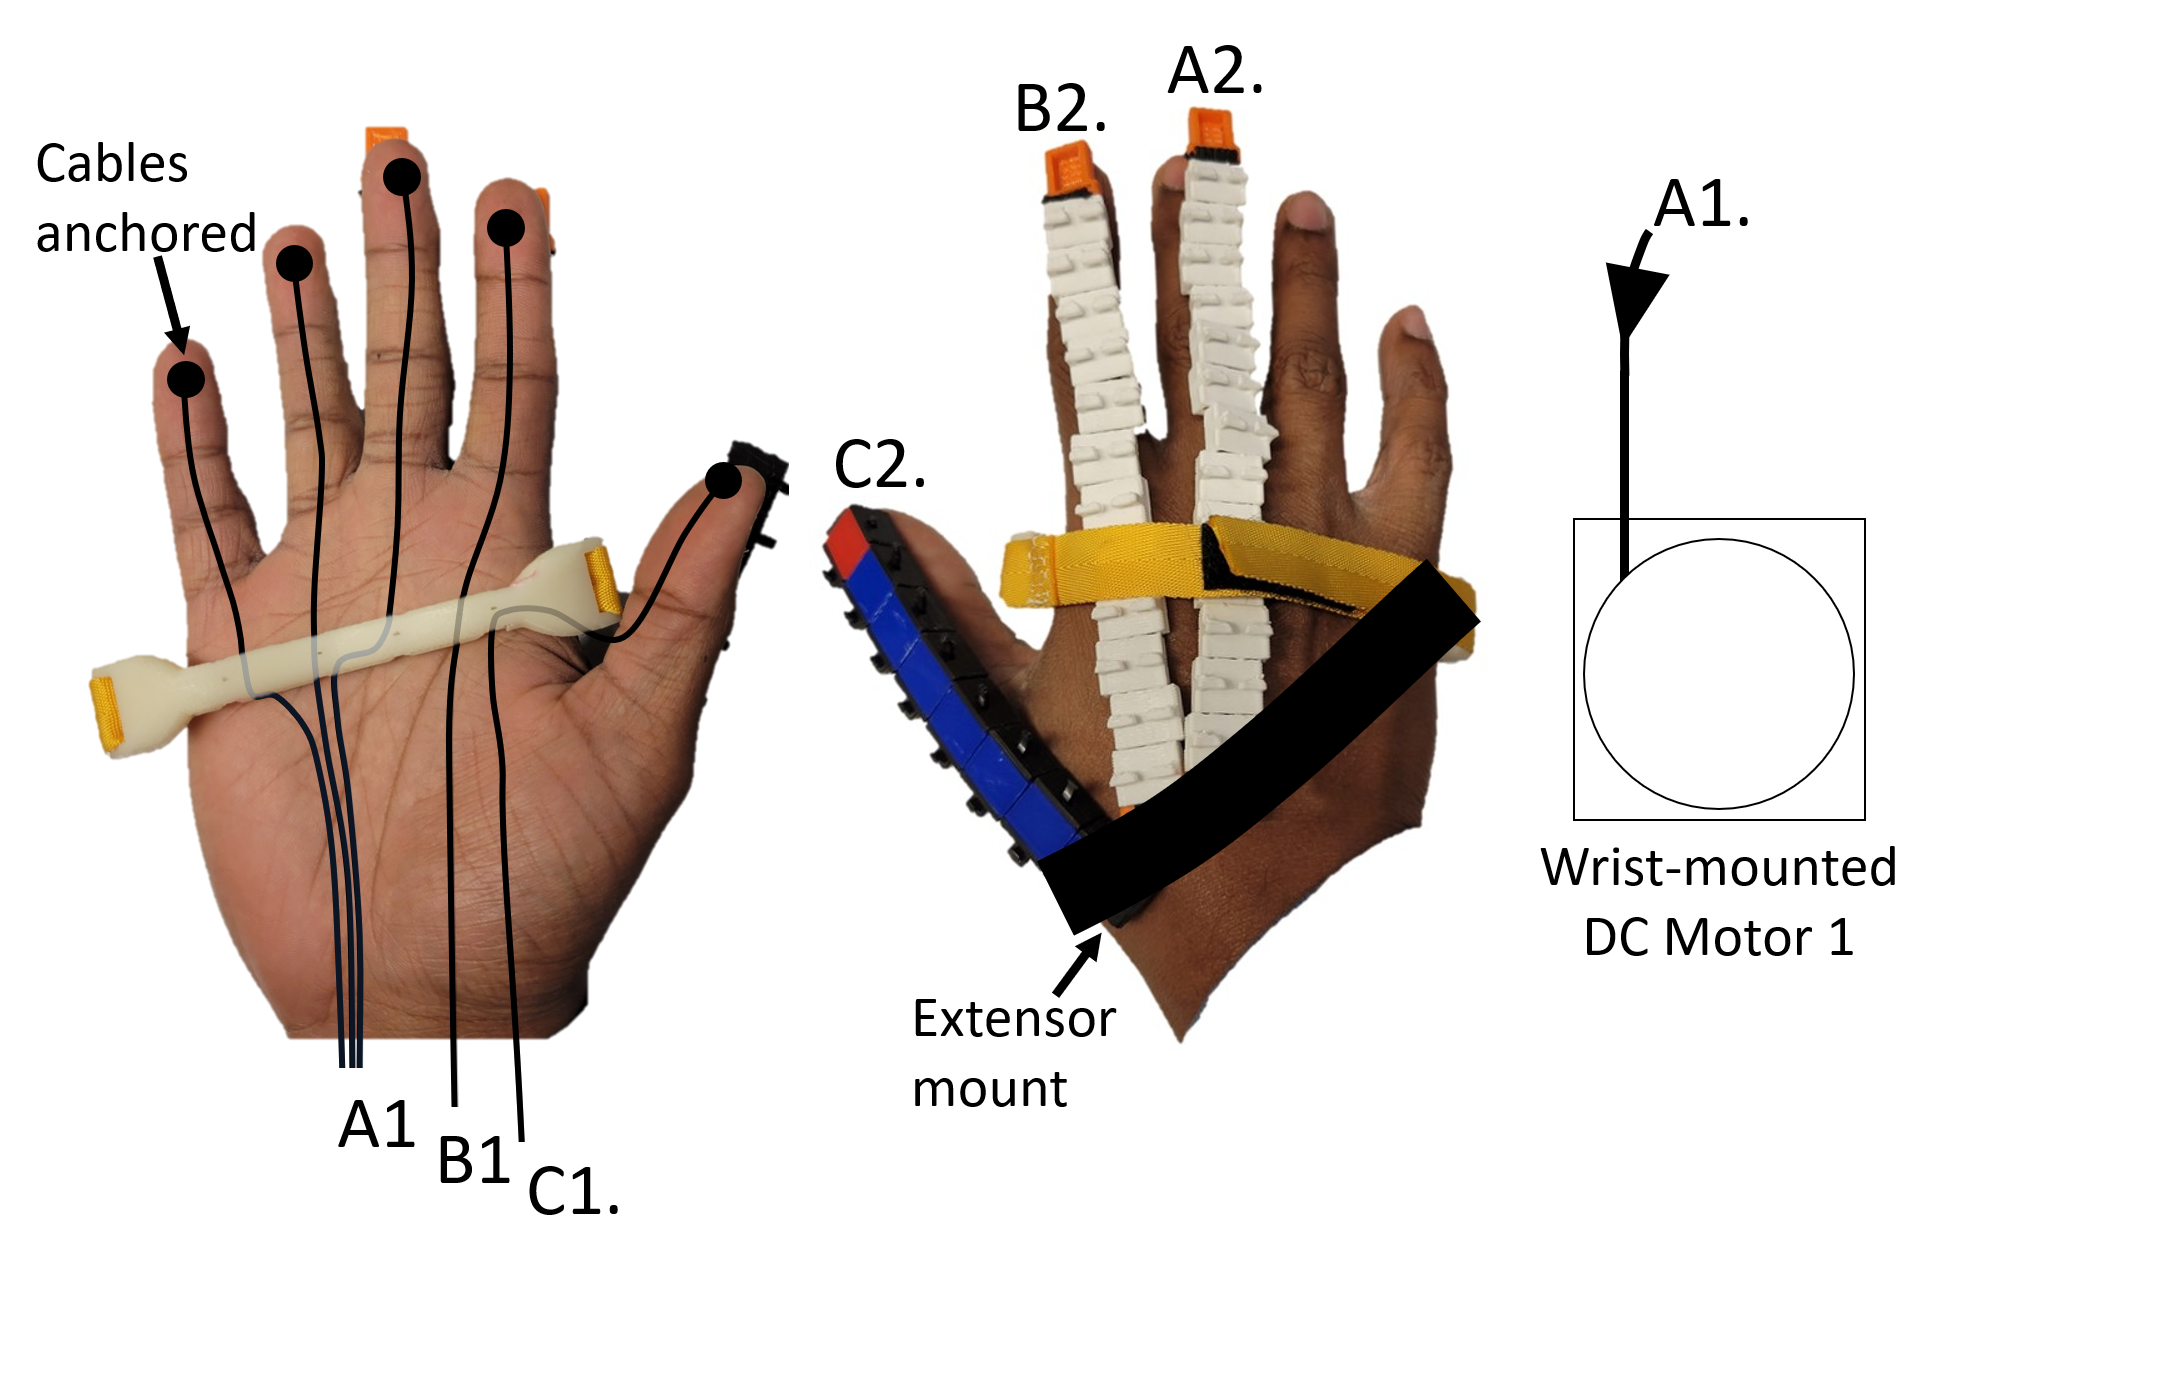 Cables
anchored
A1
B1
C1.
B2.
A2.
C2.
Extensor
mount
A1.
Wrist-mounted
DC Motor 1